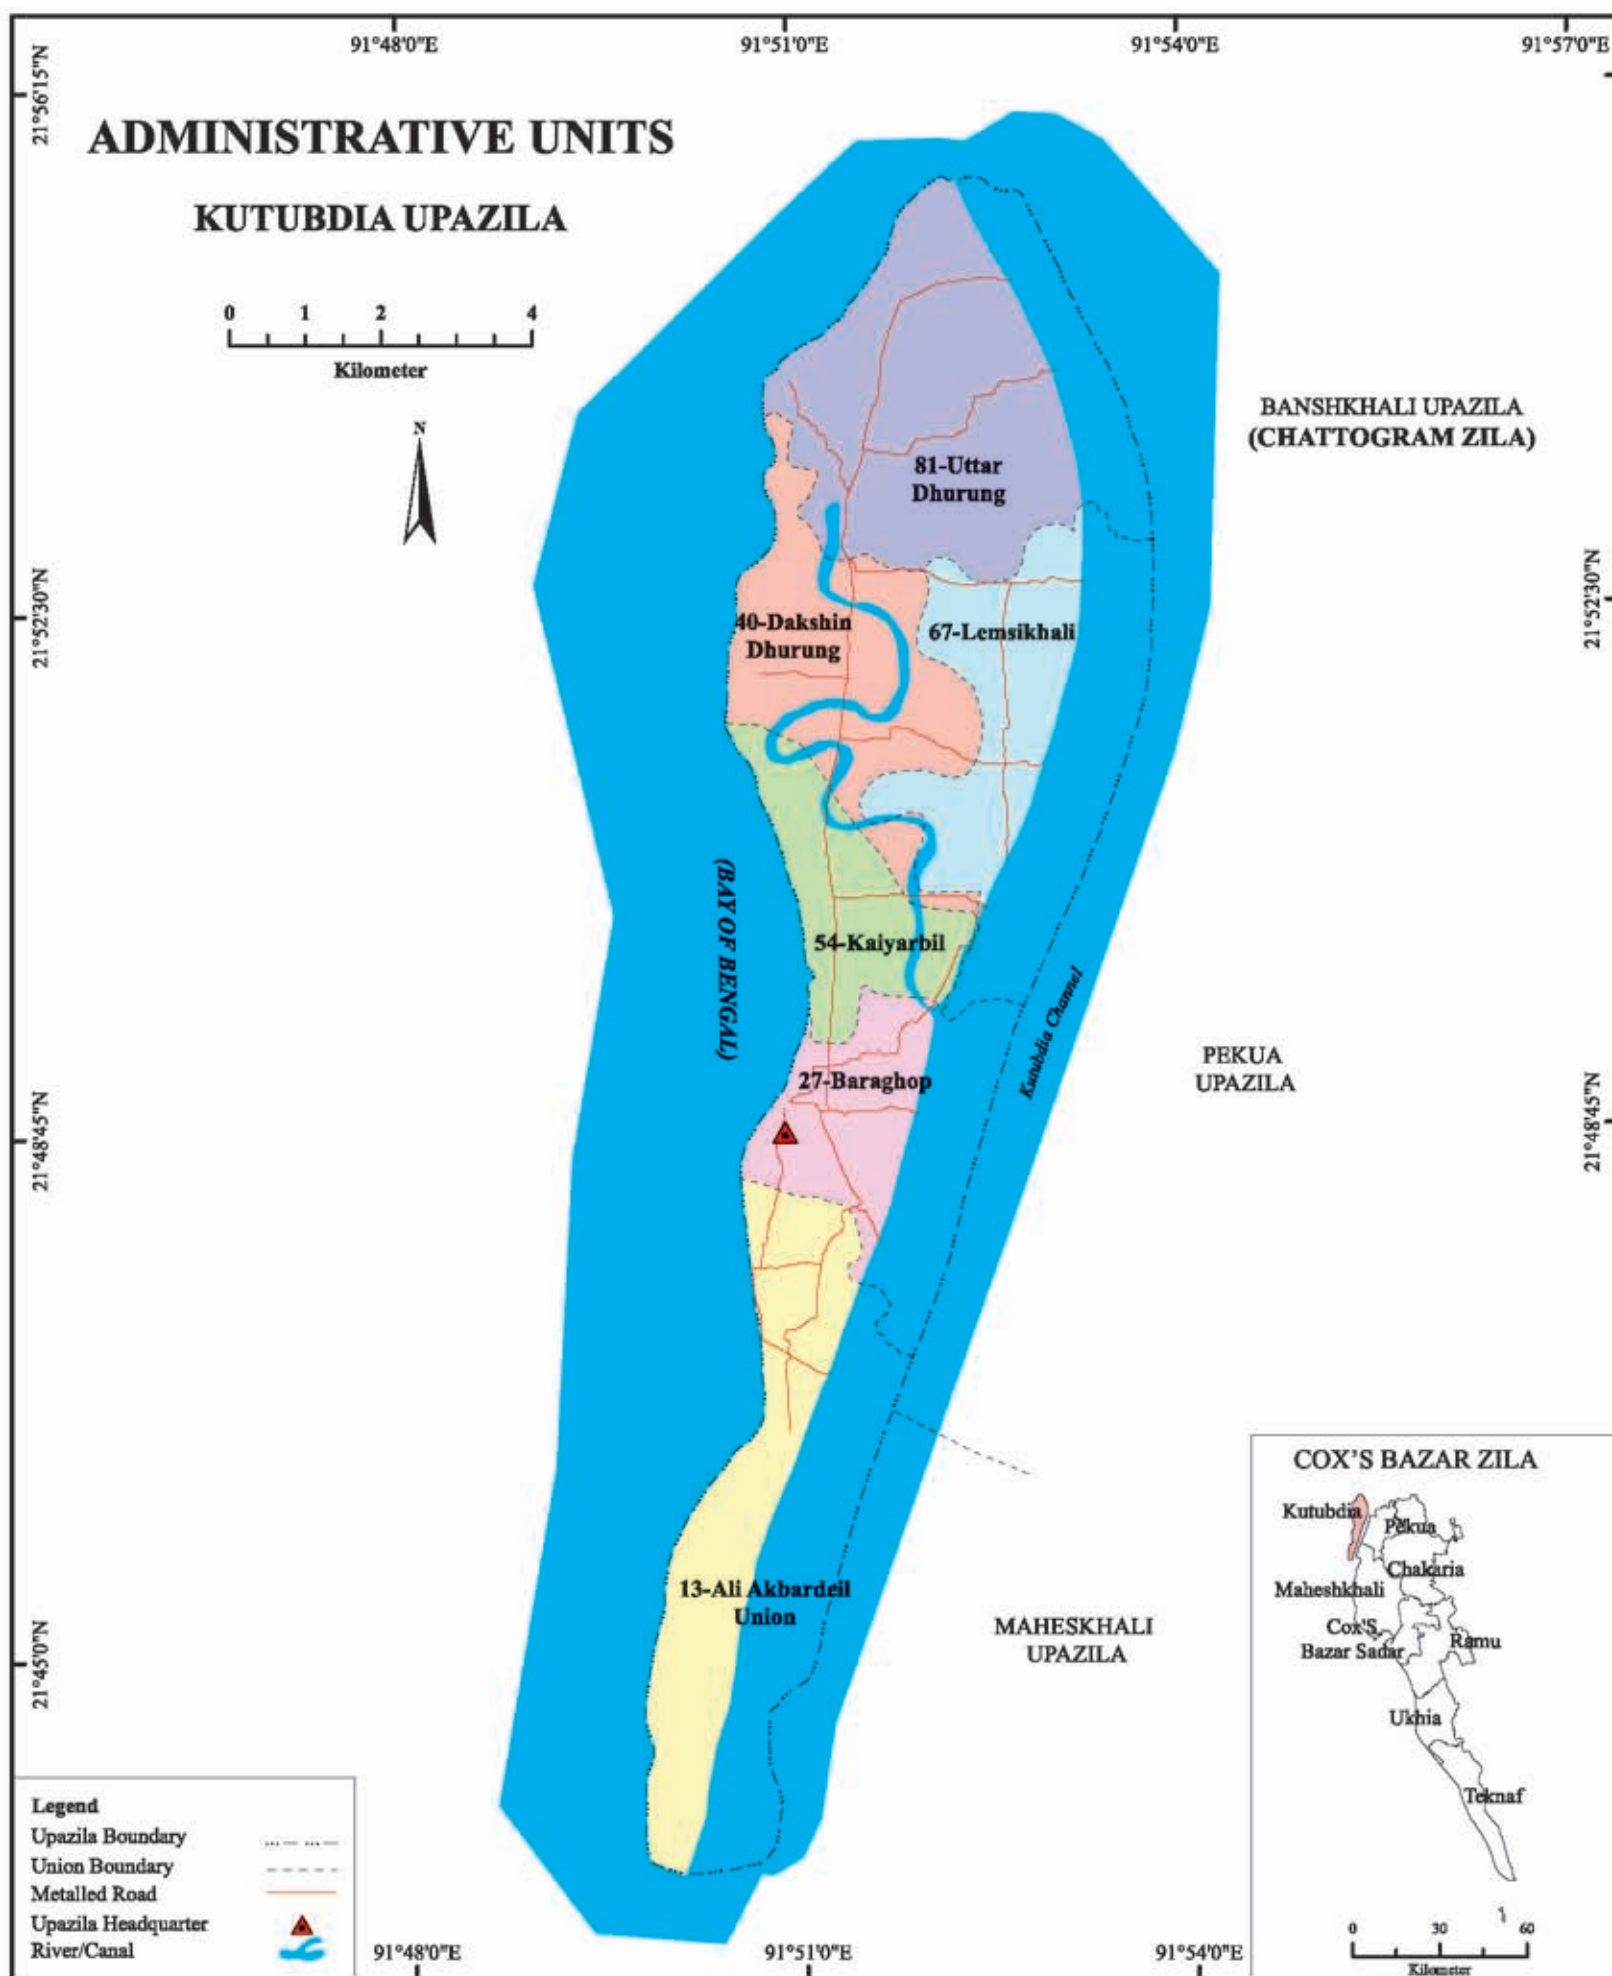 91°48'0"E
91°51'0"E
91°54'0"E
91°57'0"E
21°56'15"N
ADMINISTRATIVE UNITS
KUTUBDIA UPAZILA
0 1 2 4
Kilometer
N
BANSHKHALI UPAZILA
(CHATTOGRAM ZILA)
81-Uttar
Dhurung
21°52'30"N
21°52'30"N
40-Dakshin
Dhurung
67-Lemsikhali
(BAY OF BENGAL)
54-Kaiyarbil
Kutubdia Channel
PEKUA
UPAZILA
27-Baraghop
21°48'45"N
21°48'45"N
13-Ali Akbardeil
Union
MAHESKHALI
UPAZILA
21°45'0"N
COX'S BAZAR ZILA
Kutubdia
Pekua
Chakaria
Maheshkhali
Cox'S
Bazar Sadar
Ramu
Ukhia
Teknaf
0 30 60
Kilometer
Legend
Upazila Boundary
Union Boundary
Metalled Road
Upazila Headquarter
River/Canal
91°48'0"E
91°51'0"E
91°54'0"E